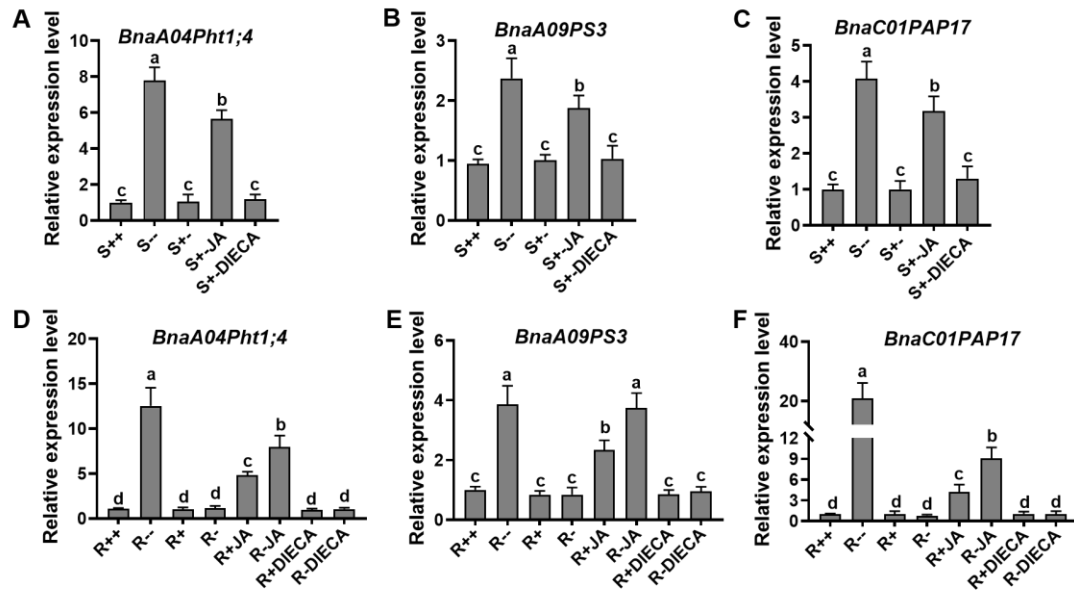 A
BnaA04Pht1;4
Relative expression level
10
8
6
4
2
0
c
a
c
b
c
S++
S--
S+-
S+-JA
S+-DIECA
B
BnaA09PS3
Relative expression level
3
2
1
0
c
a
c
b
c
S++
S--
S+-
S+-JA
S+-DIECA
C
BnaC01PAP17
Relative expression level
5
4
3
2
1
0
c
a
c
b
c
S++
S--
S+-
S+-JA
S+-DIECA
D
BnaA04Pht1;4
Relative expression level
20
15
10
5
0
d
a
d
d
c
b
d
d
R++
R--
R+
R-
R+JA
R-JA
R+DIECA
R-DIECA
E
BnaA09PS3
Relative expression level
6
4
2
0
c
a
c
c
b
a
c
c
R++
R--
R+
R-
R+JA
R-JA
R+DIECA
R-DIECA
F
BnaC01PAP17
Relative expression level
40
20
12
9
6
3
0
d
a
d
d
c
b
d
d
R++
R--
R+
R-
R+JA
R-JA
R+DIECA
R-DIECA